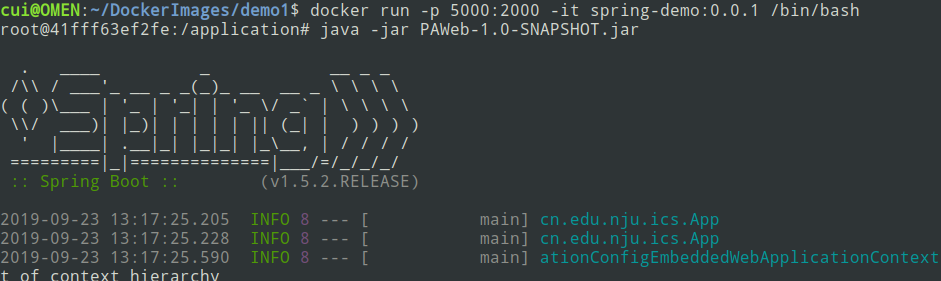 cui@OMEN:~/DockerImages/demo1$ docker run -p 5000:2000 -it spring-demo:0.0.1 /bin/bash
root@41fff63ef2fe:/application# java -jar PAWeb-1.0-SNAPSHOT.jar
  .   ____          _            __ _ _
 /\\ / ___'_ __ _ _(_)_ __  __ _ \ \ \ \
( ( )\___ | '_ | '_| | '_ \/ _` | \ \ \ \
 \\/  ___)| |_)| | | | | || (_| |  ) ) ) )
  '  |____| .__|_| |_|_| |_\__, | / / / /
 =========|_|==============|___/=/_/_/_/
 :: Spring Boot ::        (v1.5.2.RELEASE)
2019-09-23 13:17:25.205  INFO 8 --- [           main] cn.edu.nju.ics.App
2019-09-23 13:17:25.228  INFO 8 --- [           main] cn.edu.nju.ics.App
2019-09-23 13:17:25.590  INFO 8 --- [           main] ationConfigEmbeddedWebApplicationContext
t of context hierarchy